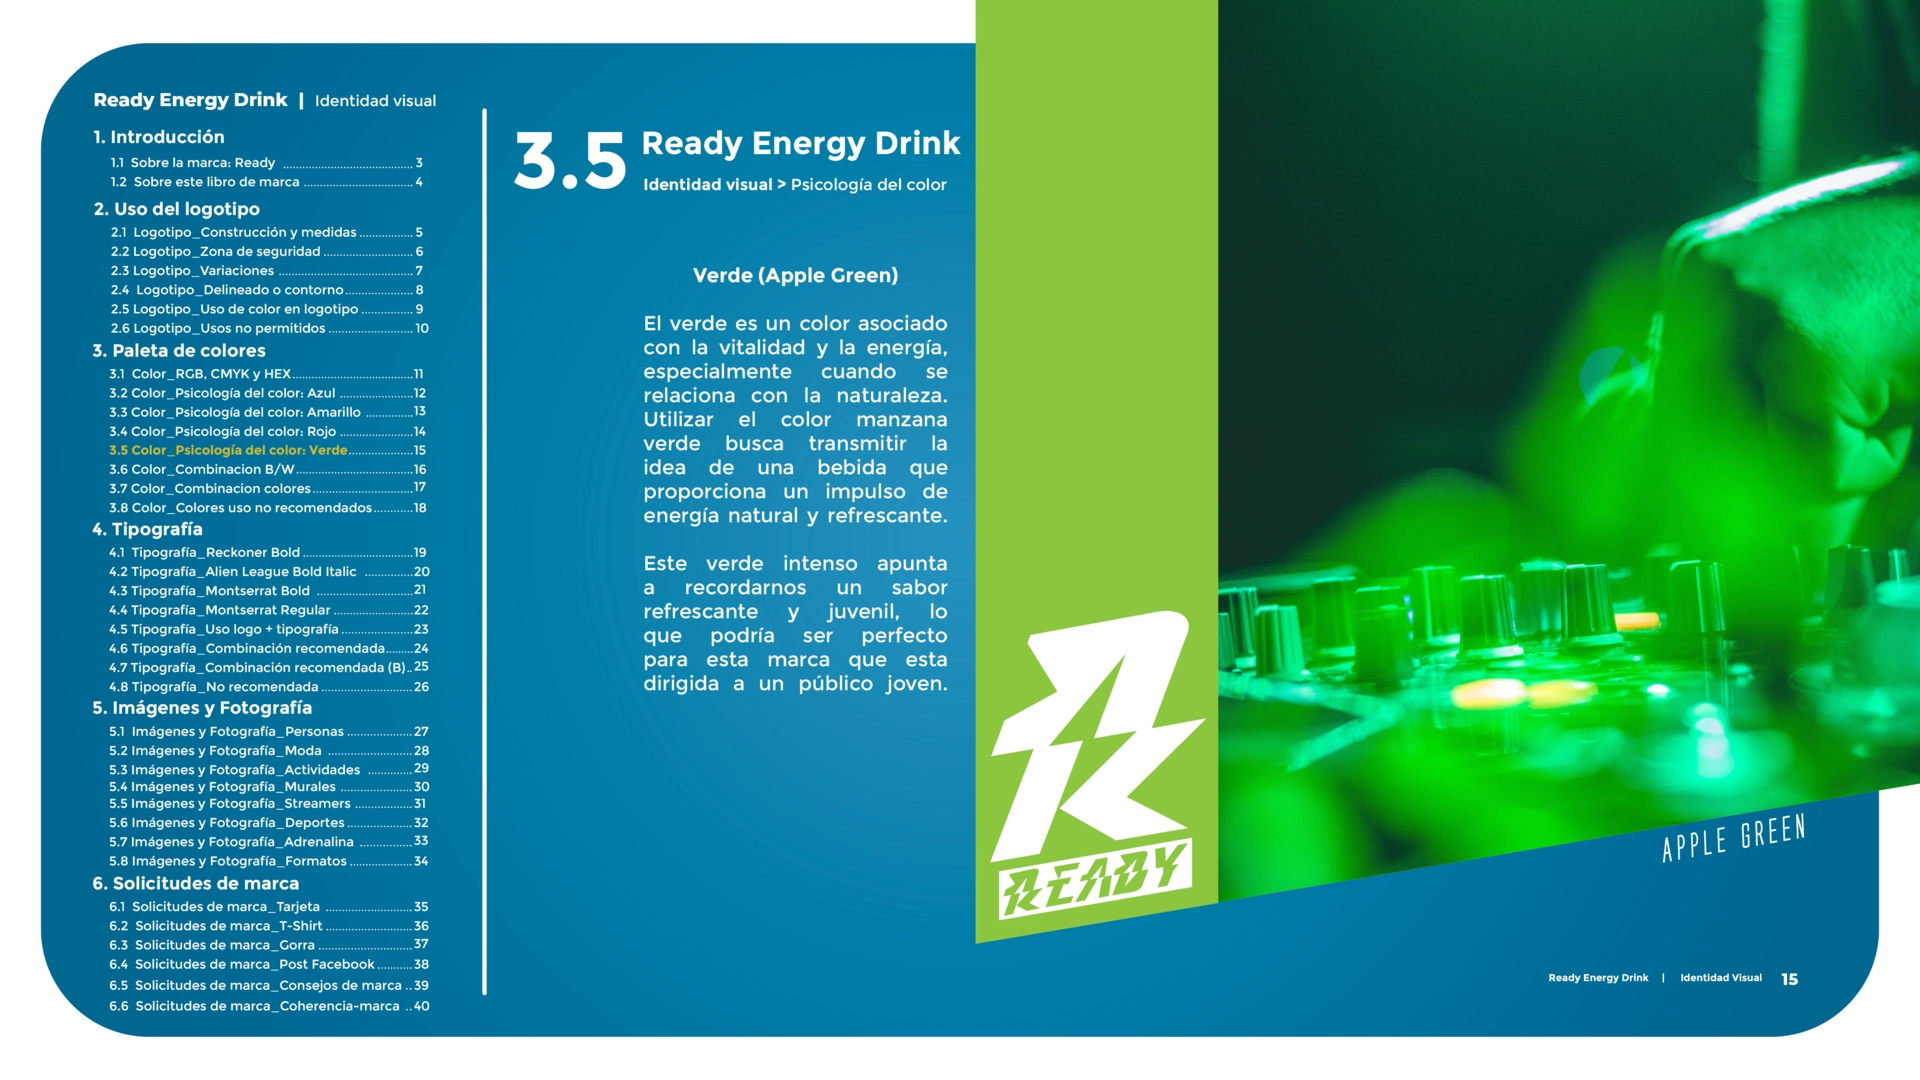 Ready Energy Drink | Identidad visual
1. Introducción
1.1 Sobre la marca: Ready ................................ 3
1.2 Sobre este libro de marca ........................... 4
2. Uso del logotipo
2.1 Logotipo_Construcción y medidas ............. 5
2.2 Logotipo_Zona de seguridad ...................... 6
2.3 Logotipo_Variaciones ................................. 7
2.4 Logotipo_Delineado o contorno ................. 8
2.5 Logotipo_Uso de color en logotipo ............. 9
2.6 Logotipo_Usos no permitidos ..................... 10
3. Paleta de colores
3.1 Color_RGB, CMYK y HEX .............................. 11
3.2 Color_Psicología del color: Azul .................. 12
3.3 Color_Psicología del color: Amarillo ............ 13
3.4 Color_Psicología del color: Rojo .................. 14
3.5 Color_Psicología del color: Verde ................ 15
3.6 Color_Combinacion B/W ............................. 16
3.7 Color_Combinacion colores ......................... 17
3.8 Color_Colores uso no recomendados .......... 18
4. Tipografía
4.1 Tipografía_Reckoner Bold ........................... 19
4.2 Tipografía_Alien League Bold Italic ............ 20
4.3 Tipografía_Montserrat Bold ........................ 21
4.4 Tipografía_Montserrat Regular .................... 22
4.5 Tipografía_Uso logo + tipografía .................. 23
4.6 Tipografía_Combinación recomendada ....... 24
4.7 Tipografía_Combinación recomendada (B) .. 25
4.8 Tipografía_No recomendada ....................... 26
5. Imágenes y Fotografía
5.1 Imágenes y Fotografía_Personas ................ 27
5.2 Imágenes y Fotografía_Moda ..................... 28
5.3 Imágenes y Fotografía_Actividades ........... 29
5.4 Imágenes y Fotografía_Murales .................. 30
5.5 Imágenes y Fotografía_Streamers .............. 31
5.6 Imágenes y Fotografía_Deportes ................. 32
5.7 Imágenes y Fotografía_Adrenalina ............. 33
5.8 Imágenes y Fotografía_Formatos ................ 34
6. Solicitudes de marca
6.1 Solicitudes de marca_Tarjeta ..................... 35
6.2 Solicitudes de marca_T-Shirt ...................... 36
6.3 Solicitudes de marca_Gorra ........................ 37
6.4 Solicitudes de marca_Post Facebook ......... 38
6.5 Solicitudes de marca_Consejos de marca .. 39
6.6 Solicitudes de marca_Coherencia-marca .. 40
3.5 Ready Energy Drink
Identidad visual > Psicología del color
Verde (Apple Green)
El verde es un color asociado
con la vitalidad y la energía,
especialmente cuando se
relaciona con la naturaleza.
Utilizar el color manzana
verde busca transmitir la
idea de una bebida que
proporciona un impulso de
energía natural y refrescante.
Este verde intenso apunta
a recordarnos un sabor
refrescante y juvenil, lo
que podría ser perfecto
para esta marca que esta
dirigida a un público joven.
READY
APPLE GREEN
Ready Energy Drink | Identidad Visual 15